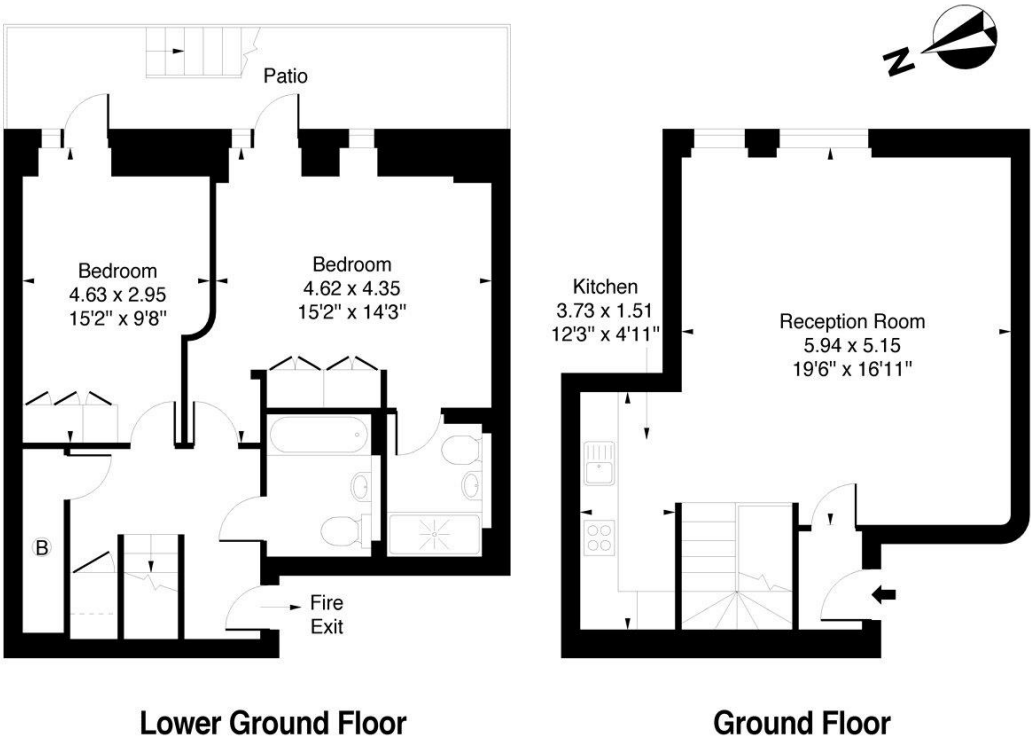 Patio
N
Bedroom
4.63 x 2.95
15'2" x 9'8"
Bedroom
4.62 x 4.35
15'2" x 14'3"
Kitchen
3.73 x 1.51
12'3" x 4'11"
Reception Room
5.94 x 5.15
19'6" x 16'11"
B
Fire
Exit
Lower Ground Floor
Ground Floor